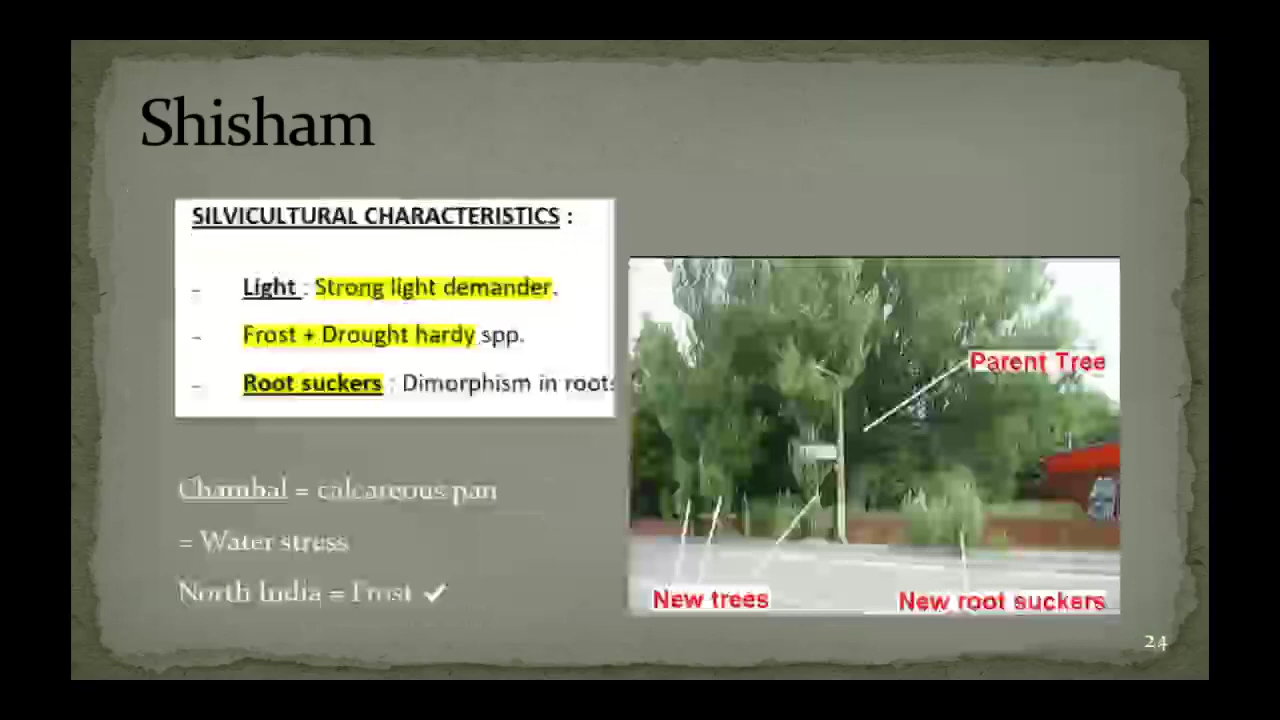 Shisham
SILVICULTURAL CHARACTERISTICS :
- Light : Strong light demander.
- Frost + Drought hardy spp.
- Root suckers : Dimorphism in roots
Chambal = calcareous pan
= Water stress
North India = Frost ✓
Parent Tree
New trees
New root suckers
24